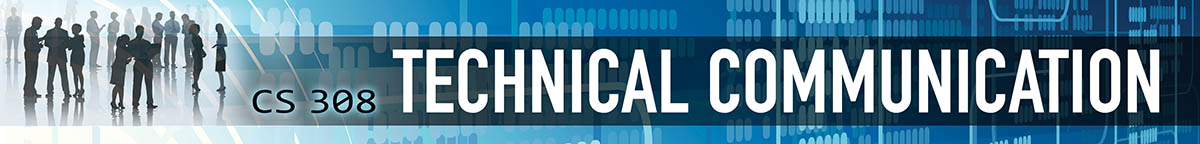 CS 308 TECHNICAL COMMUNICATION